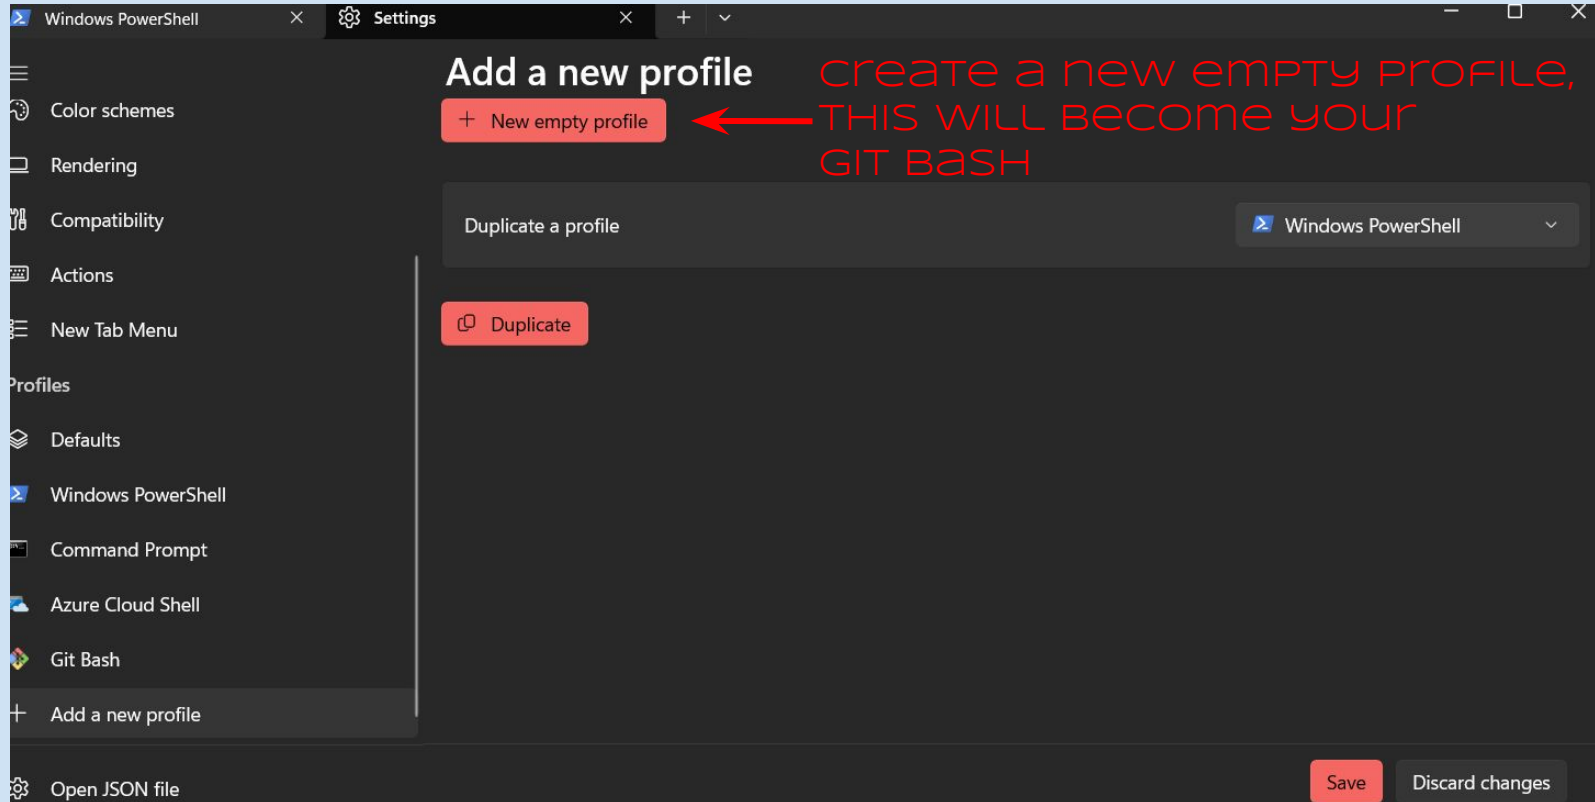 Windows PowerShell
Settings
Add a new profile
Create a new empty profile,
this will become your
Git Bash
New empty profile
Color schemes
Rendering
Compatibility
Duplicate a profile
Windows PowerShell
Actions
New Tab Menu
Duplicate
Profiles
Defaults
Windows PowerShell
Command Prompt
Azure Cloud Shell
Git Bash
Add a new profile
Open JSON file
Save
Discard changes